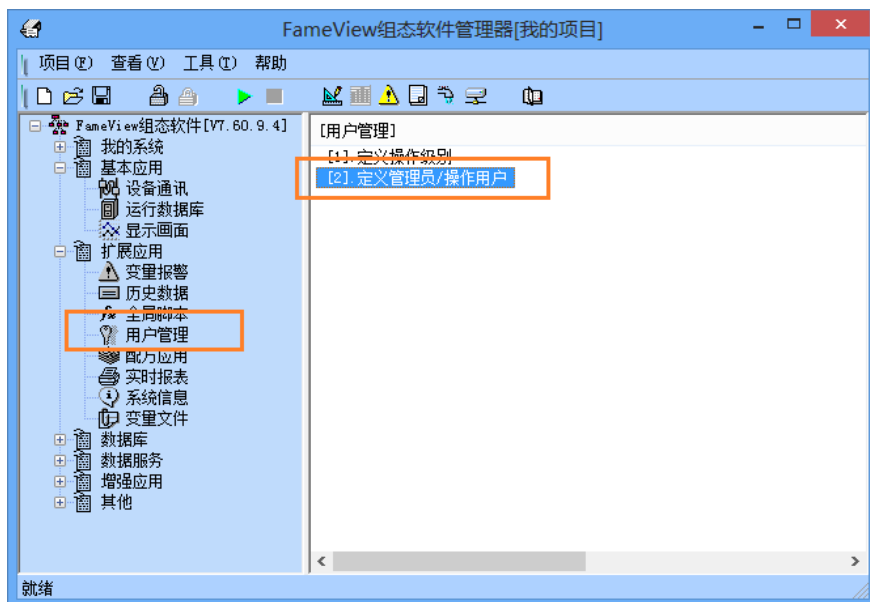 FameView组态软件管理器[我的项目]
项目(F) 查看(V) 工具(T) 帮助
FameView组态软件[V7.60.9.4]
我的系统
基本应用
设备通讯
运行数据库
显示画面
扩展应用
变量报警
历史数据
全局脚本
用户管理
配方应用
实时报表
系统信息
变量文件
数据库
数据服务
增强应用
其他
[用户管理]
[1].定义操作级别
[2].定义管理员/操作用户
就绪